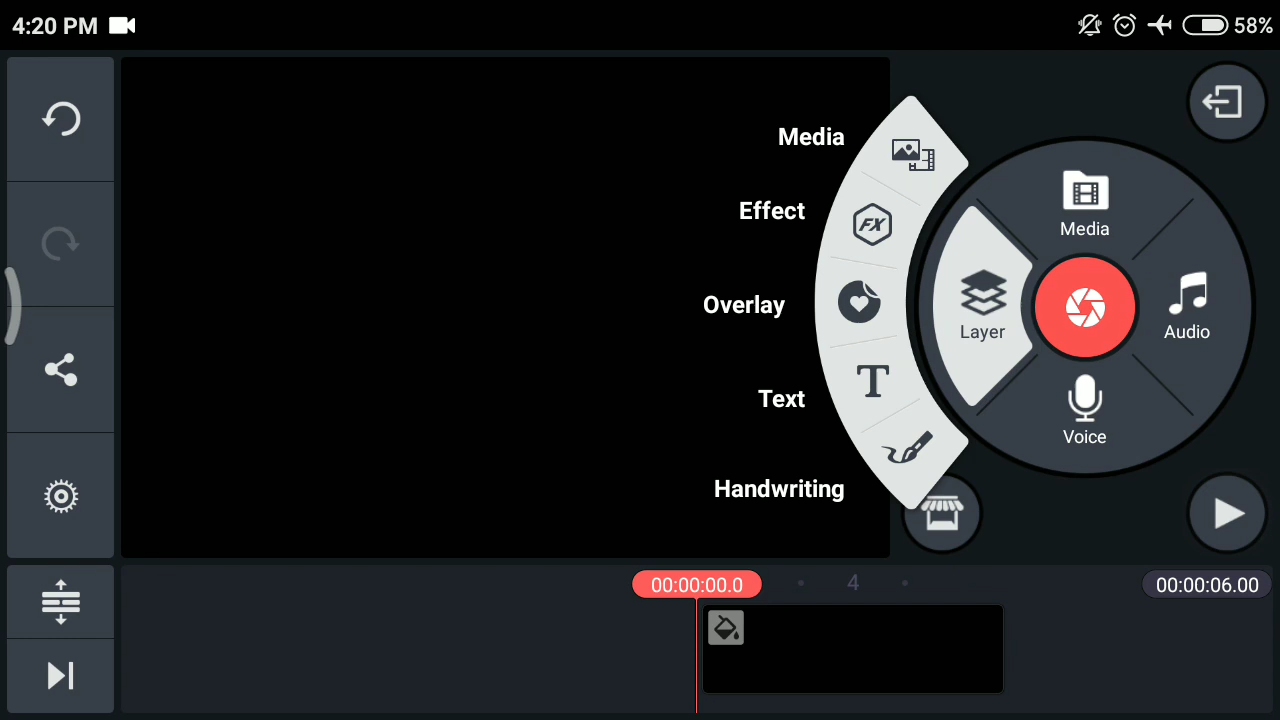 4:20 PM
58%
Media
Effect
Overlay
Text
Handwriting
FX
T
Media
Layer
Audio
Voice
00:00:00.0
4
00:00:06.00